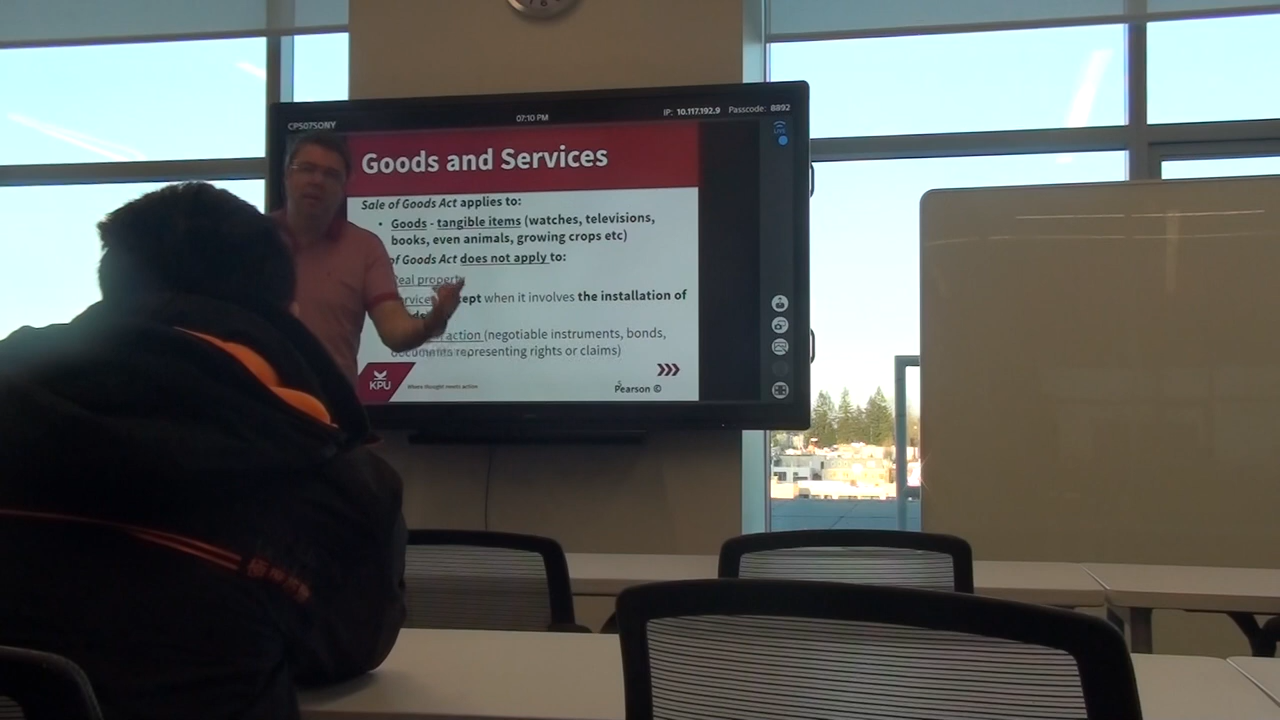 IP: 10.117.192.9 Passcode: 8892
07:10 PM
CP507SONY
LIVE
Goods and Services
Sale of Goods Act applies to:
• Goods - tangible items (watches, televisions,
books, even animals, growing crops etc)
of Goods Act does not apply to:
Real property
when it involves the installation of
action (negotiable instruments, bonds,
documents representing rights or claims)
KPU
Where thought meets action
Pearson ©